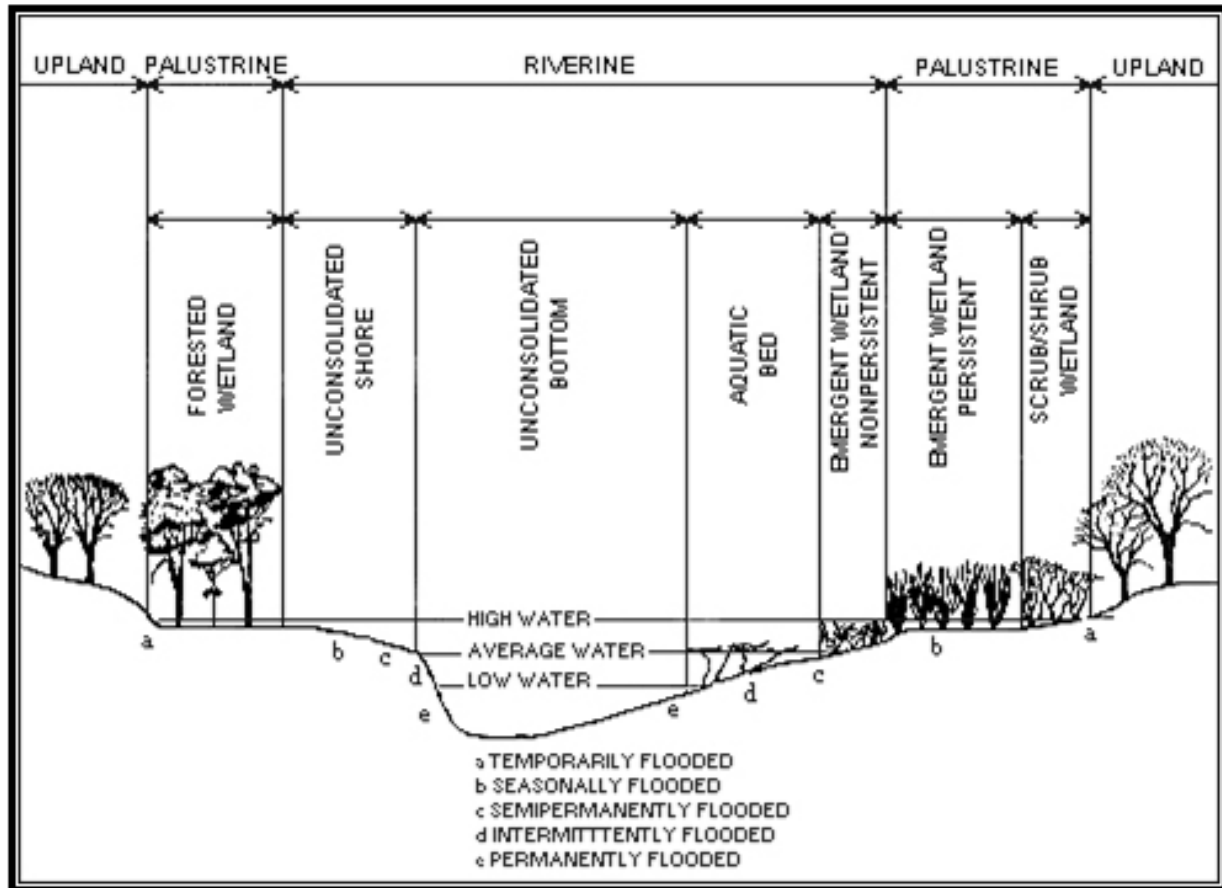 UPLAND PALUSTRINE RIVERINE PALUSTRINE UPLAND
FORESTED
WETLAND
UNCONSOLIDATED
SHORE
UNCONSOLIDATED
BOTTOM
AQUATIC
BED
EMERGENT WETLAND
NONPERSISTENT
EMERGENT WETLAND
PERSISTENT
SCRUB/SHRUB
WETLAND
HIGH WATER
AVERAGE WATER
LOW WATER
a
b
c
d
e
e
d
c
b
a
a TEMPORARILY FLOODED
b SEASONALLY FLOODED
c SEMIPERMANENTLY FLOODED
d INTERMITTTENTLY FLOODED
e PERMANENTLY FLOODED